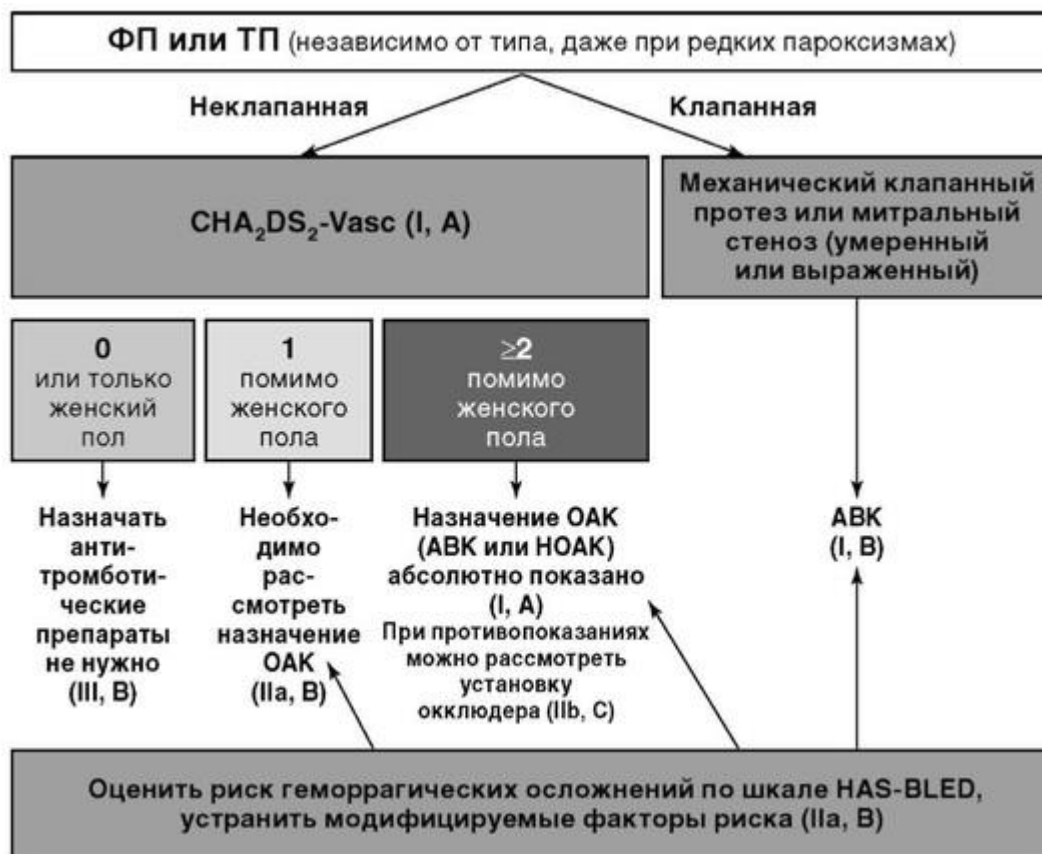 ФП или ТП (независимо от типа, даже при редких пароксизмах)
Неклапанная
Клапанная
CHA₂DS₂-Vasc (I, A)
Механический клапанный
протез или митральный
стеноз (умеренный
или выраженный)
0
или только
женский
пол
1
помимо
женского
пола
≥2
помимо
женского
пола
Назначать
анти-
тромботи-
ческие
препараты
не нужно
(III, B)
Необхо-
димо
рас-
смотреть
назначение
ОАК
(IIa, B)
Назначение ОАК
(АВК или НОАК)
абсолютно показано
(I, A)
При противопоказаниях
можно рассмотреть
установку
окклюдера (IIb, C)
АВК
(I, B)
Оценить риск геморрагических осложнений по шкале HAS-BLED,
устранить модифицируемые факторы риска (IIa, B)